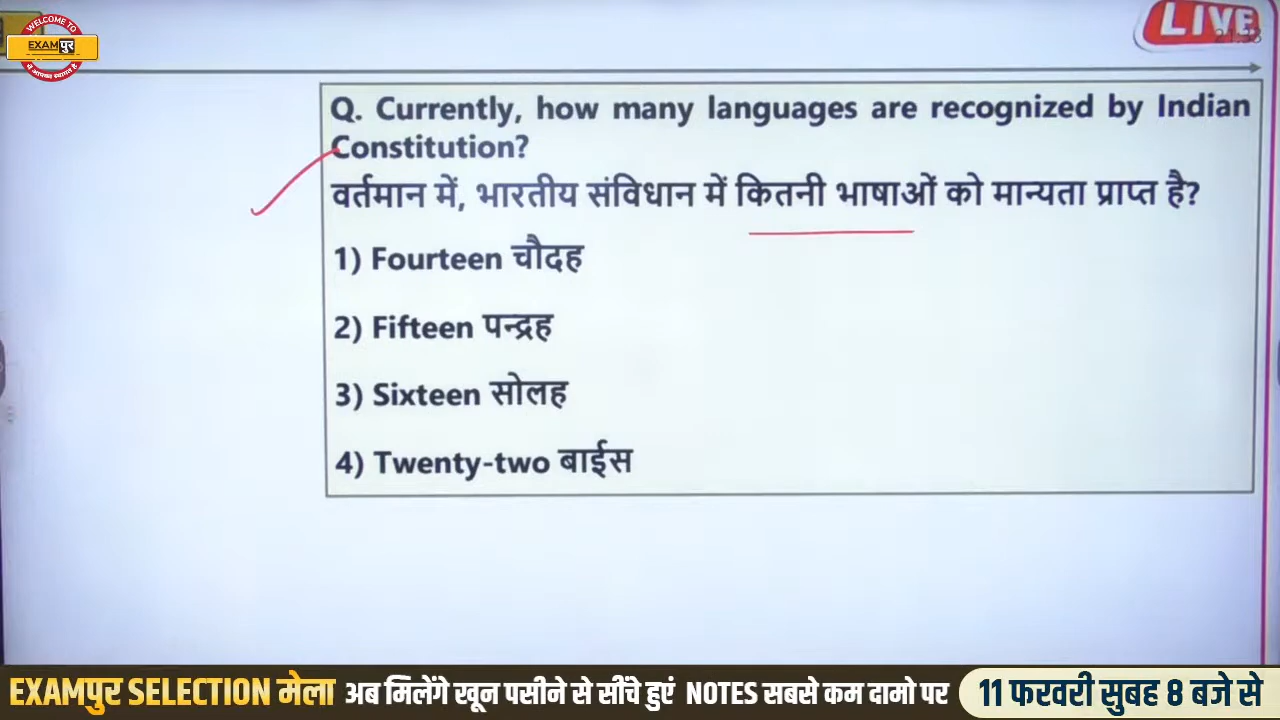 WELCOME TO
EXAMपुर
में आपका स्वागत है
LIVE
Q. Currently, how many languages are recognized by Indian
Constitution?
वर्तमान में, भारतीय संविधान में कितनी भाषाओं को मान्यता प्राप्त है?
1) Fourteen चौदह
2) Fifteen पन्द्रह
3) Sixteen सोलह
4) Twenty-two बाईस
EXAMपुर SELECTION मेला अब मिलेंगे खून पसीने से सींचे हुएं NOTES सबसे कम दामो पर 11 फरवरी सुबह 8 बजे से